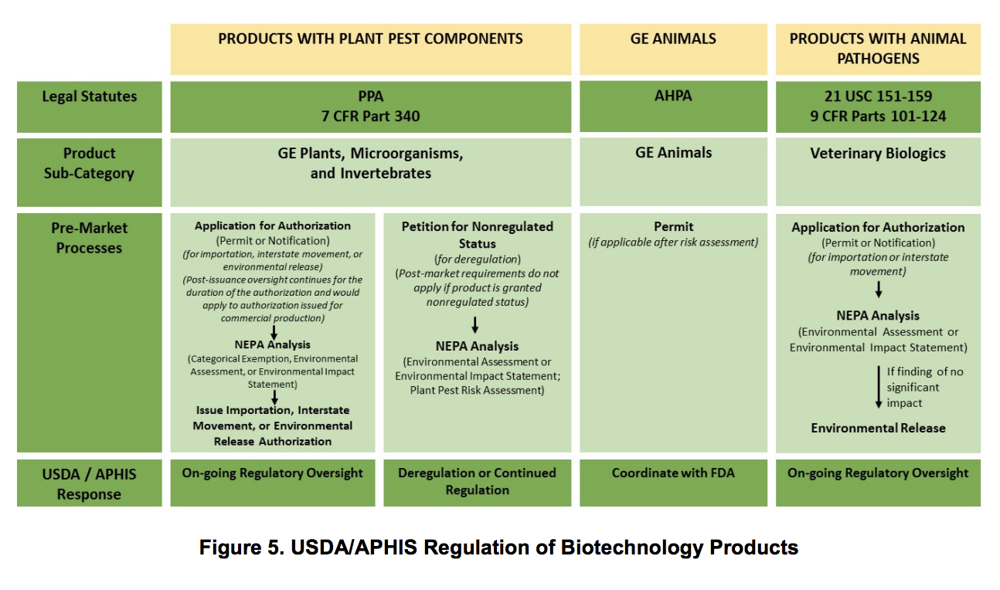 PRODUCTS WITH PLANT PEST COMPONENTS
GE ANIMALS
PRODUCTS WITH ANIMAL
PATHOGENS
Legal Statutes
PPA
7 CFR Part 340
AHPA
21 USC 151-159
9 CFR Parts 101-124
Product
Sub-Category
GE Plants, Microorganisms,
and Invertebrates
GE Animals
Veterinary Biologics
Pre-Market
Processes
Application for Authorization
(Permit or Notification)
(for importation, interstate movement, or
environmental release)
(Post-issuance oversight continues for the
duration of the authorization and would
apply to authorization issued for
commercial production)
NEPA Analysis
(Categorical Exemption, Environmental
Assessment, or Environmental Impact
Statement)
Issue Importation, Interstate
Movement, or Environmental
Release Authorization
Petition for Nonregulated
Status
(for deregulation)
(Post-market requirements do not
apply if product is granted
nonregulated status)
NEPA Analysis
(Environmental Assessment or
Environmental Impact Statement;
Plant Pest Risk Assessment)
Permit
(if applicable after risk assessment)
Application for Authorization
(Permit or Notification)
(for importation or interstate
movement)
NEPA Analysis
(Environmental Assessment or
Environmental Impact Statement)
If finding of no
significant
impact
Environmental Release
USDA / APHIS
Response
On-going Regulatory Oversight
Deregulation or Continued
Regulation
Coordinate with FDA
On-going Regulatory Oversight
Figure 5. USDA/APHIS Regulation of Biotechnology Products